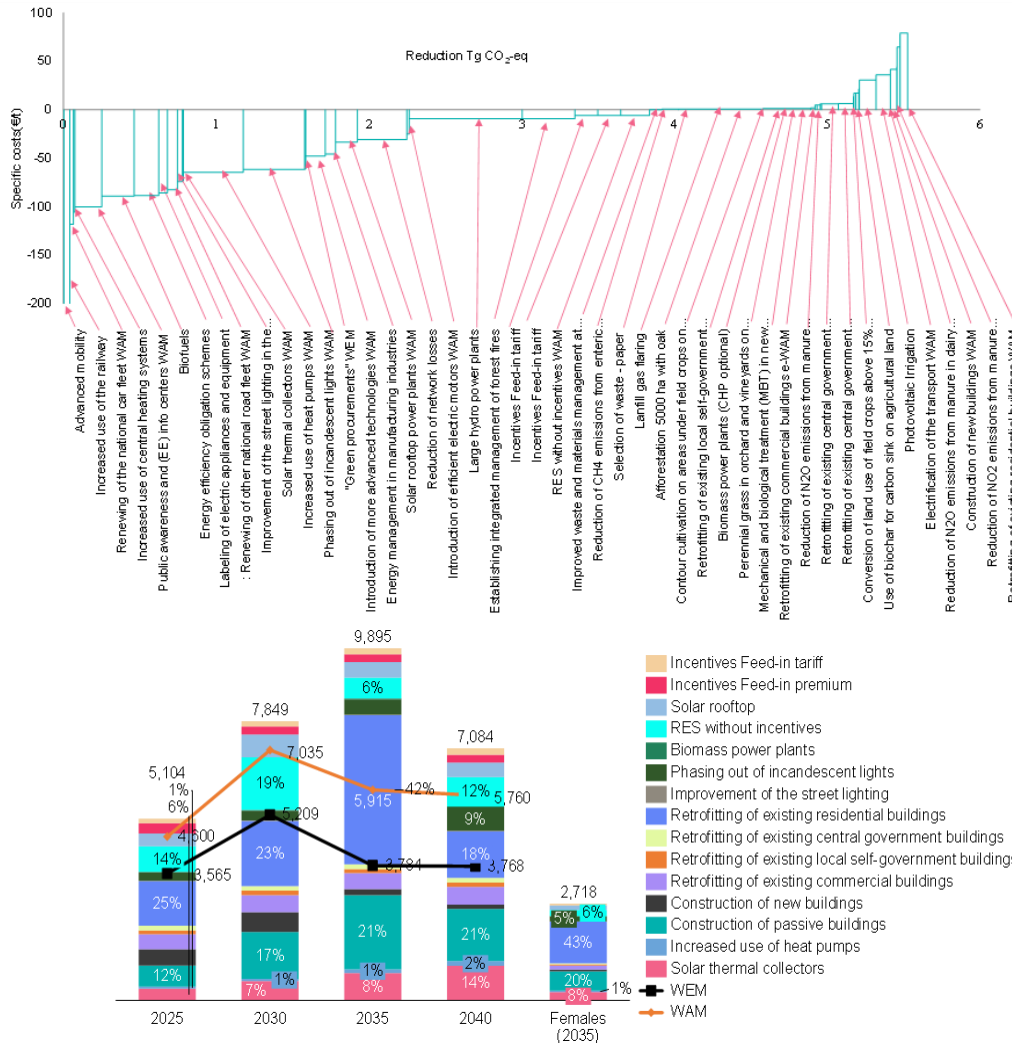 100
50
0
-50
-100
-150
-200
Specific costs(€/t)
Reduction Tg CO₂-eq
0
1
2
3
4
5
6
Advanced mobility
Increased use of the railway
Renewing of the national car fleet WAM
Increased use of central heating systems
Public awareness and (EE) into centers WAM
Biofuels
Energy efficiency obligation schemes
Labeling of electric appliances and equipment
: Renewing of other national road fleet WAM
Improvement of the street lighting in the...
Solar thermal collectors WAM
Increased use of heat pumps WAM
Phasing out of incandescent lights WAM
"Green procurements" WEM
Introduction of more advanced technologies WAM
Energy management in manufacturing industries
Solar rooftop power plants WAM
Reduction of network losses
Introduction of efficient electric motors WAM
Large hydro power plants
Establishing integrated management of forest fires
Incentives Feed-in tariff
Incentives Feed-in tariff
RES without incentives WAM
Improved waste and materials management at...
Reduction of CH4 emissions from enteric...
Selection of waste - paper
Lanfill gas flaring
Afforestation 5000 ha with oak
Contour cultivation on areas under field drops on...
Retrofitting of existing local self-government...
Biomass power plants (CHP optional)
Perennial grass in orchard and vineyards on...
Mechanical and biological treatment (MBT) in new...
Retrofitting of existing commercial buildings e-WAM
Reduction of N2O emissions from manure...
Retrofitting of existing central government...
Retrofitting of existing central government...
Conversion of land use of field crops above 15%...
Use of biochar for carbon sink on agricultural land
Photovoltaic Irrigation
Electrification of the transport WAM
Reduction of N2O emissions from manure in dairy...
Construction of new buildings WAM
Reduction of NO2 emissions from manure...
Retrofitting of existing residential buildings WAM
9,895
7,849
7,084
5,104
2,718
1%
6%
4,600
7,035
42%
5,760
3,565
5,209
3,784
3,768
14%
25%
12%
19%
23%
17%
1%
7%
6%
5,915
21%
1%
8%
12%
9%
18%
21%
2%
14%
5%
6%
43%
20%
1%
8%
2025
2030
2035
2040
Females
(2035)
Incentives Feed-in tariff
Incentives Feed-in premium
Solar rooftop
RES without incentives
Biomass power plants
Phasing out of incandescent lights
Improvement of the street lighting
Retrofitting of existing residential buildings
Retrofitting of existing central government buildings
Retrofitting of existing local self-government buildings
Retrofitting of existing commercial buildings
Construction of new buildings
Construction of passive buildings
Increased use of heat pumps
Solar thermal collectors
WEM
WAM